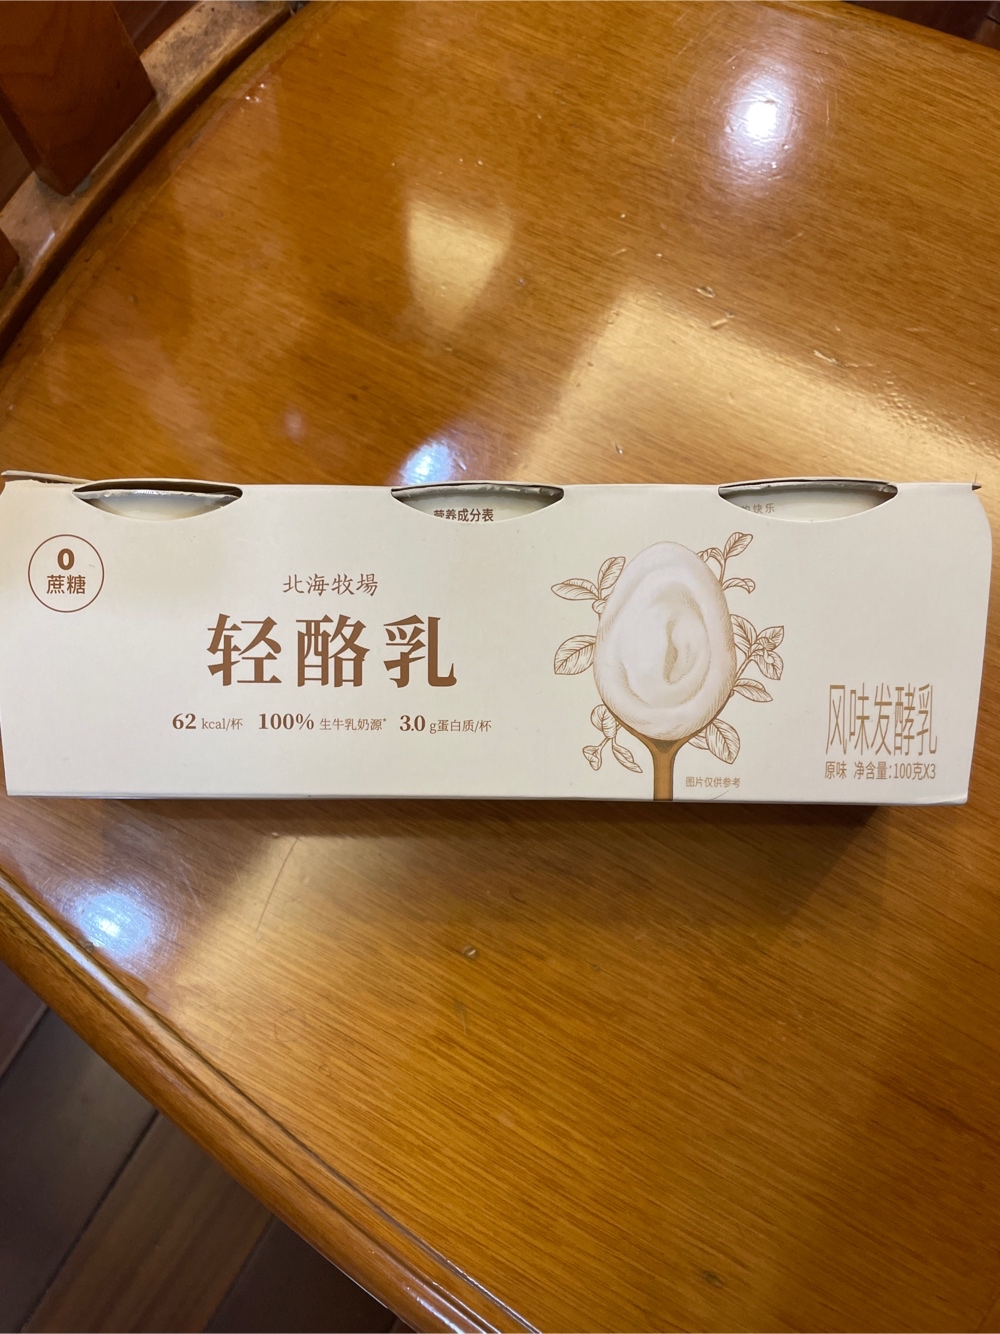 营养成分表
快乐
0
蔗糖
北海牧場
轻酪乳
62 kcal/杯 100% 生牛乳奶源* 3.0 g蛋白质/杯
风味发酵乳
原味 净含量:100克X3
图片仅供参考